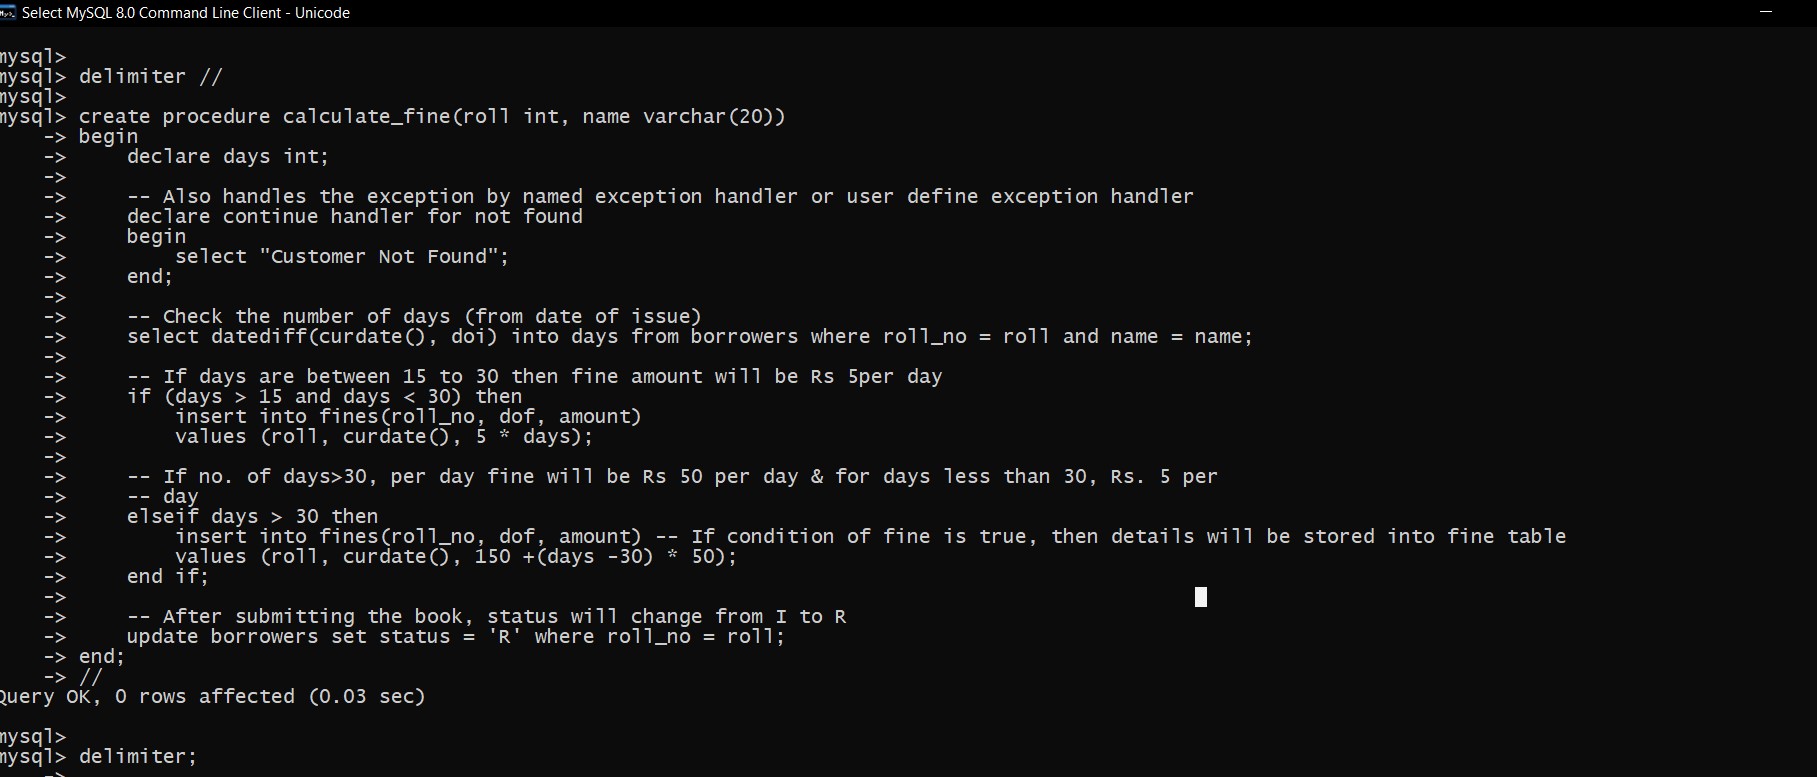 Select MySQL 8.0 Command Line Client - Unicode
mysql>
mysql> delimiter //
mysql>
mysql> create procedure calculate_fine(roll int, name varchar(20))
    -> begin
    ->     declare days int;
    ->
    ->     -- Also handles the exception by named exception handler or user define exception handler
    ->     declare continue handler for not found
    ->     begin
    ->         select "Customer Not Found";
    ->     end;
    ->
    ->     -- Check the number of days (from date of issue)
    ->     select datediff(curdate(), doi) into days from borrowers where roll_no = roll and name = name;
    ->
    ->     -- If days are between 15 to 30 then fine amount will be Rs 5per day
    ->     if (days > 15 and days < 30) then
    ->         insert into fines(roll_no, dof, amount)
    ->         values (roll, curdate(), 5 * days);
    ->
    ->     -- If no. of days>30, per day fine will be Rs 50 per day & for days less than 30, Rs. 5 per
    ->     -- day
    ->     elseif days > 30 then
    ->         insert into fines(roll_no, dof, amount) -- If condition of fine is true, then details will be stored into fine table
    ->         values (roll, curdate(), 150 +(days -30) * 50);
    ->     end if;
    ->
    ->     -- After submitting the book, status will change from I to R
    ->     update borrowers set status = 'R' where roll_no = roll;
    -> end;
    -> //
Query OK, 0 rows affected (0.03 sec)
mysql>
mysql> delimiter;
    ->